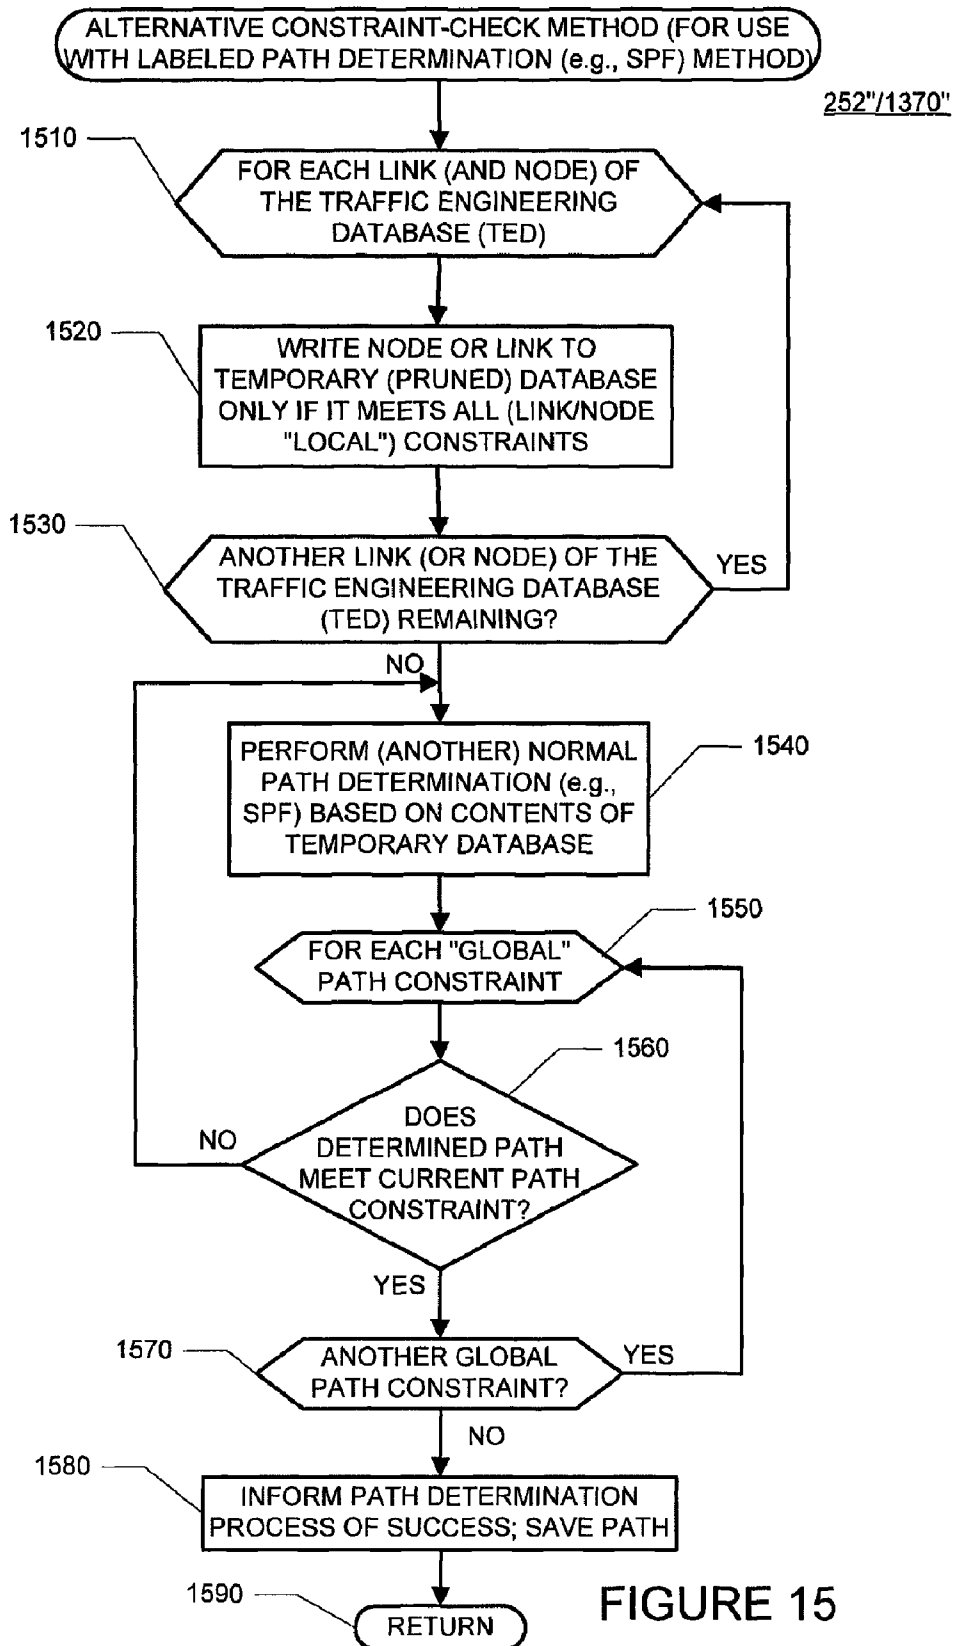 ALTERNATIVE CONSTRAINT-CHECK METHOD (FOR USE
WITH LABELED PATH DETERMINATION (e.g., SPF) METHOD)
252"/1370"
1510
FOR EACH LINK (AND NODE) OF
THE TRAFFIC ENGINEERING
DATABASE (TED)
1520
WRITE NODE OR LINK TO
TEMPORARY (PRUNED) DATABASE
ONLY IF IT MEETS ALL (LINK/NODE
"LOCAL") CONSTRAINTS
1530
ANOTHER LINK (OR NODE) OF THE
TRAFFIC ENGINEERING DATABASE
(TED) REMAINING?
YES
NO
PERFORM (ANOTHER) NORMAL
PATH DETERMINATION (e.g.,
SPF) BASED ON CONTENTS OF
TEMPORARY DATABASE
1540
1550
FOR EACH "GLOBAL"
PATH CONSTRAINT
1560
DOES
DETERMINED PATH
MEET CURRENT PATH
CONSTRAINT?
NO
YES
1570
ANOTHER GLOBAL
PATH CONSTRAINT?
YES
NO
1580
INFORM PATH DETERMINATION
PROCESS OF SUCCESS; SAVE PATH
1590
RETURN
FIGURE 15